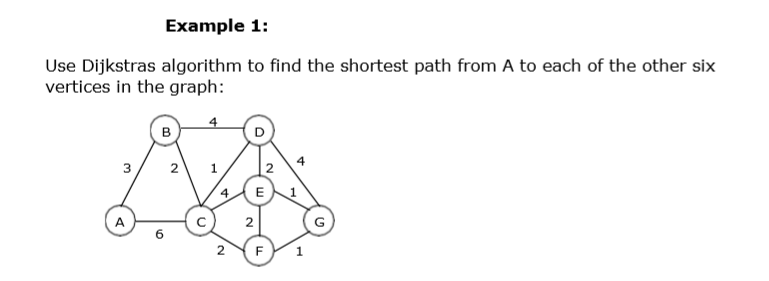 Example 1:
Use Dijkstras algorithm to find the shortest path from A to each of the other six
vertices in the graph:
4
B
D
3
2
1
2
4
4
E
1
A
C
2
G
6
2
F
1